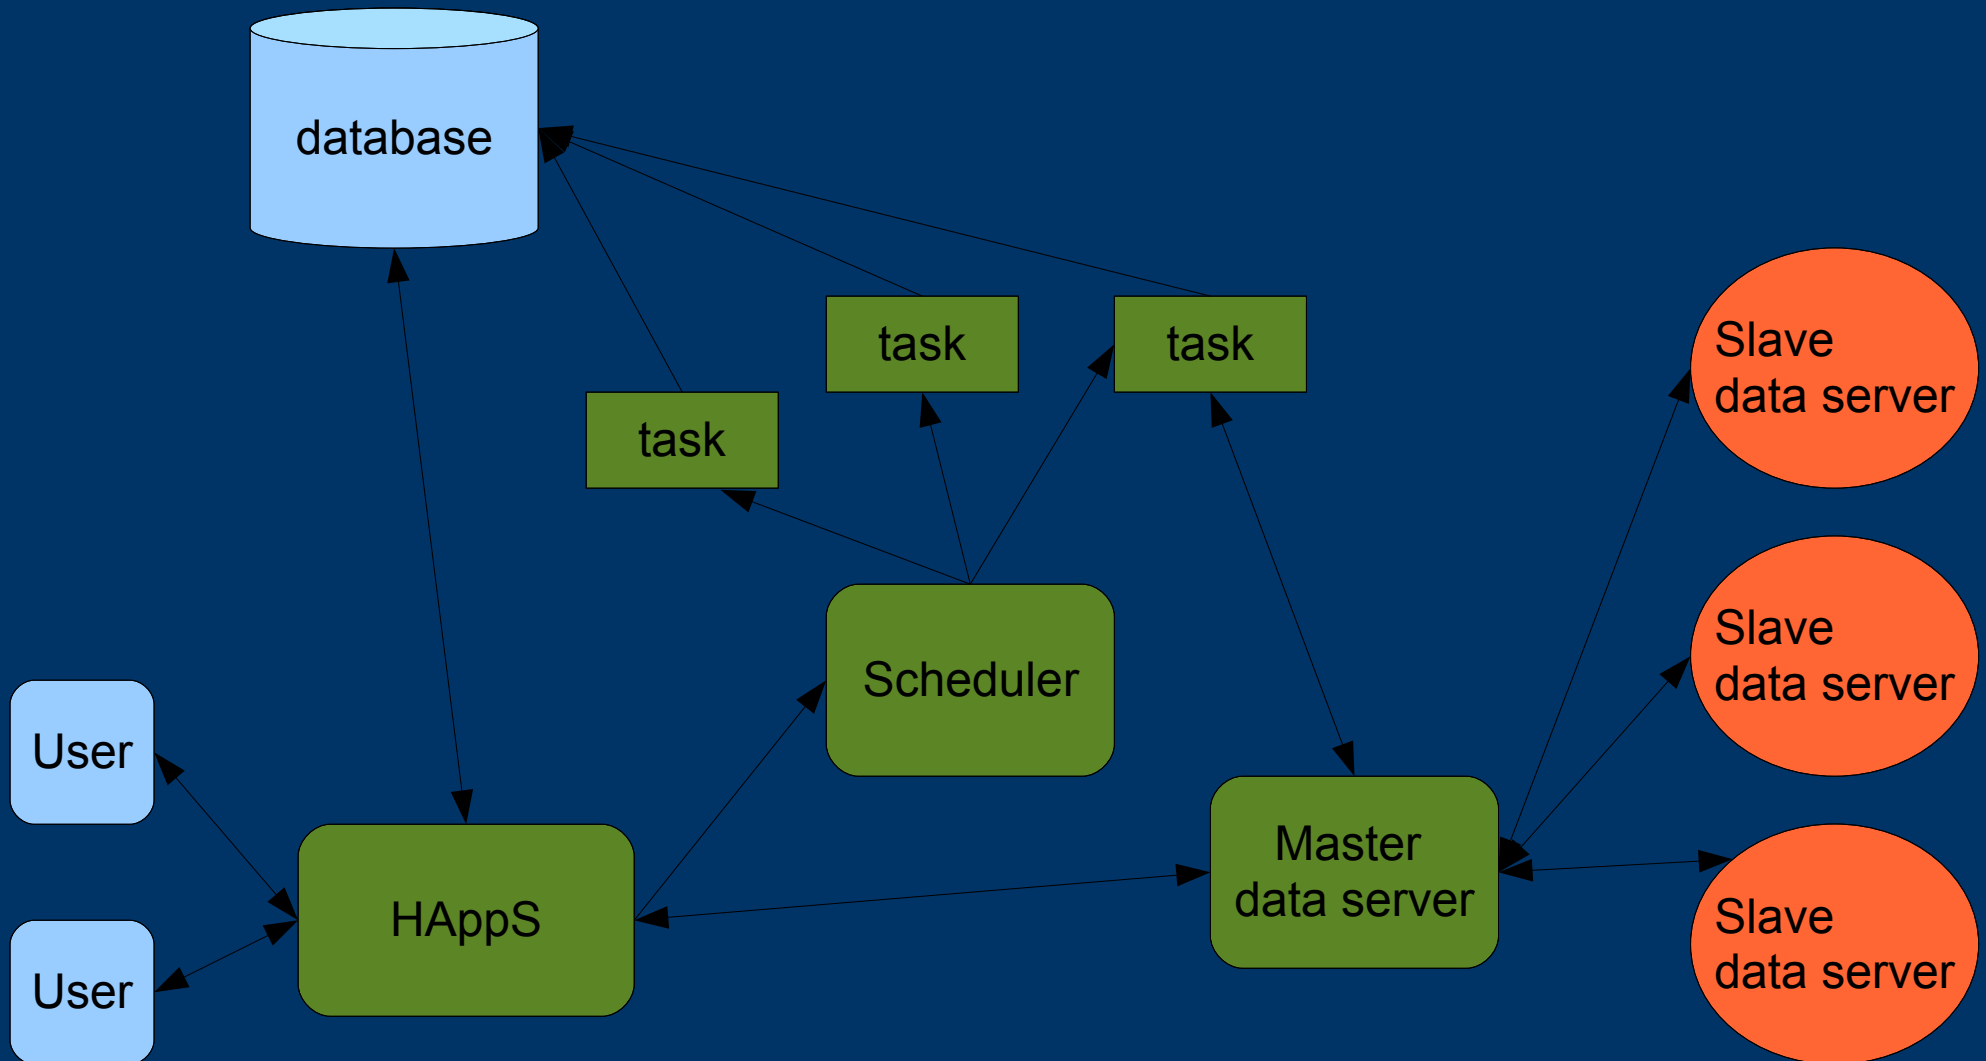 database
task
task
task
Slave
data server
Scheduler
Slave
data server
User
Master
data server
HAppS
User
Slave
data server